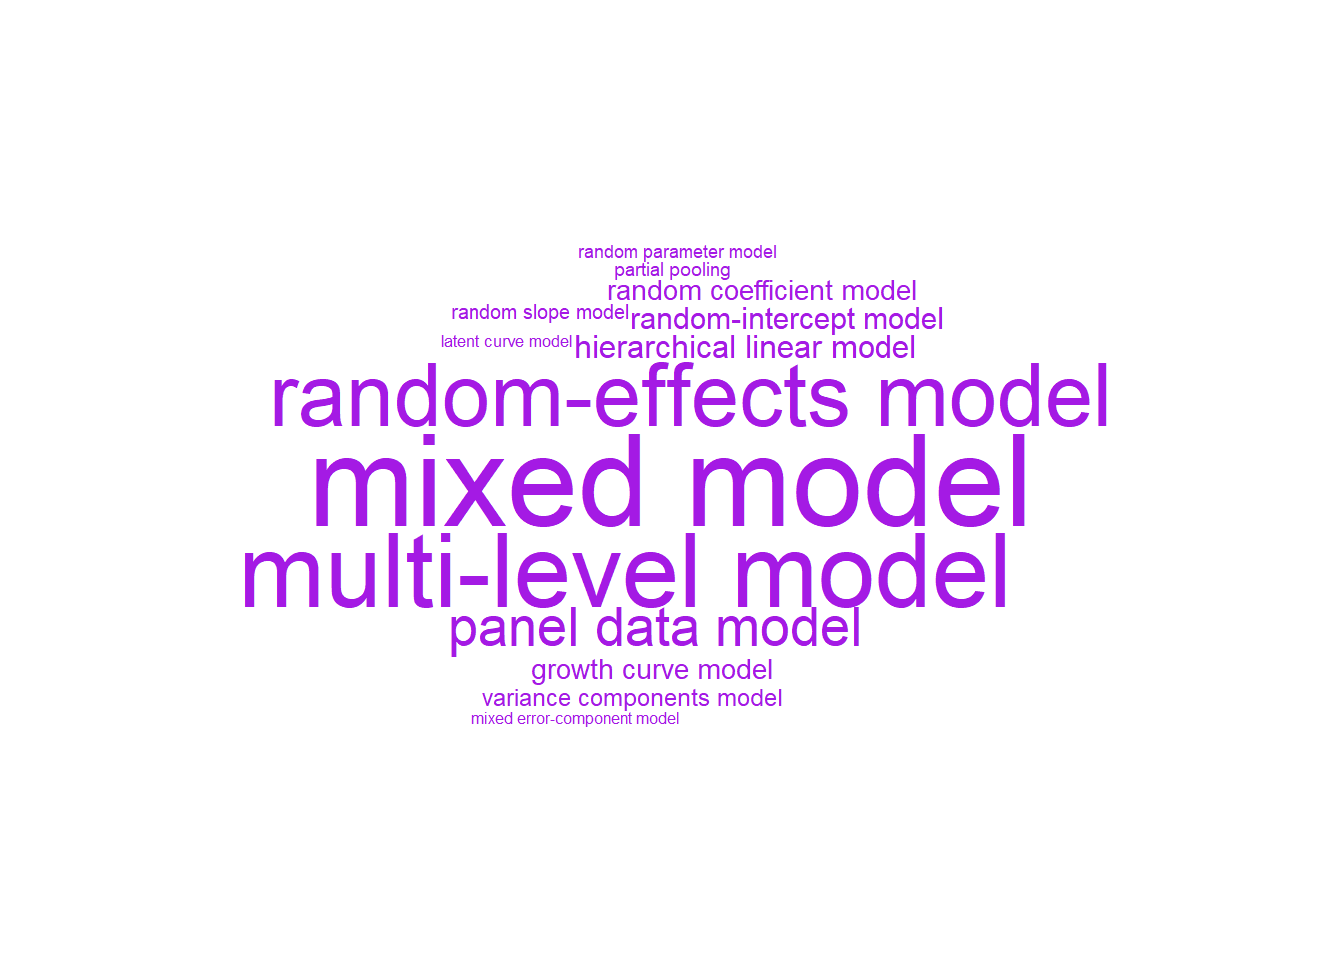 random parameter model
partial pooling
random coefficient model
random slope model
random-intercept model
latent curve model
hierarchical linear model
random-effects model
mixed model
multi-level model
panel data model
growth curve model
variance components model
mixed error-component model